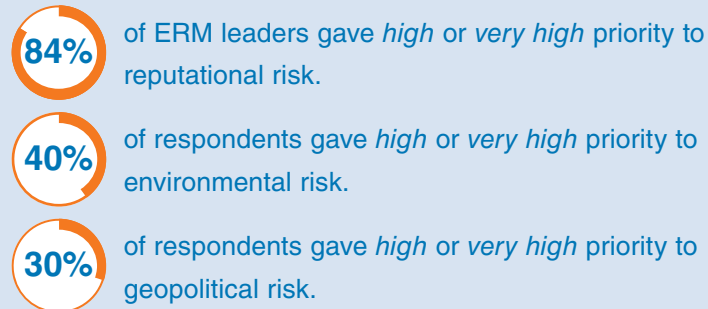 84%
of ERM leaders gave high or very high priority to
reputational risk.
40%
of respondents gave high or very high priority to
environmental risk.
30%
of respondents gave high or very high priority to
geopolitical risk.